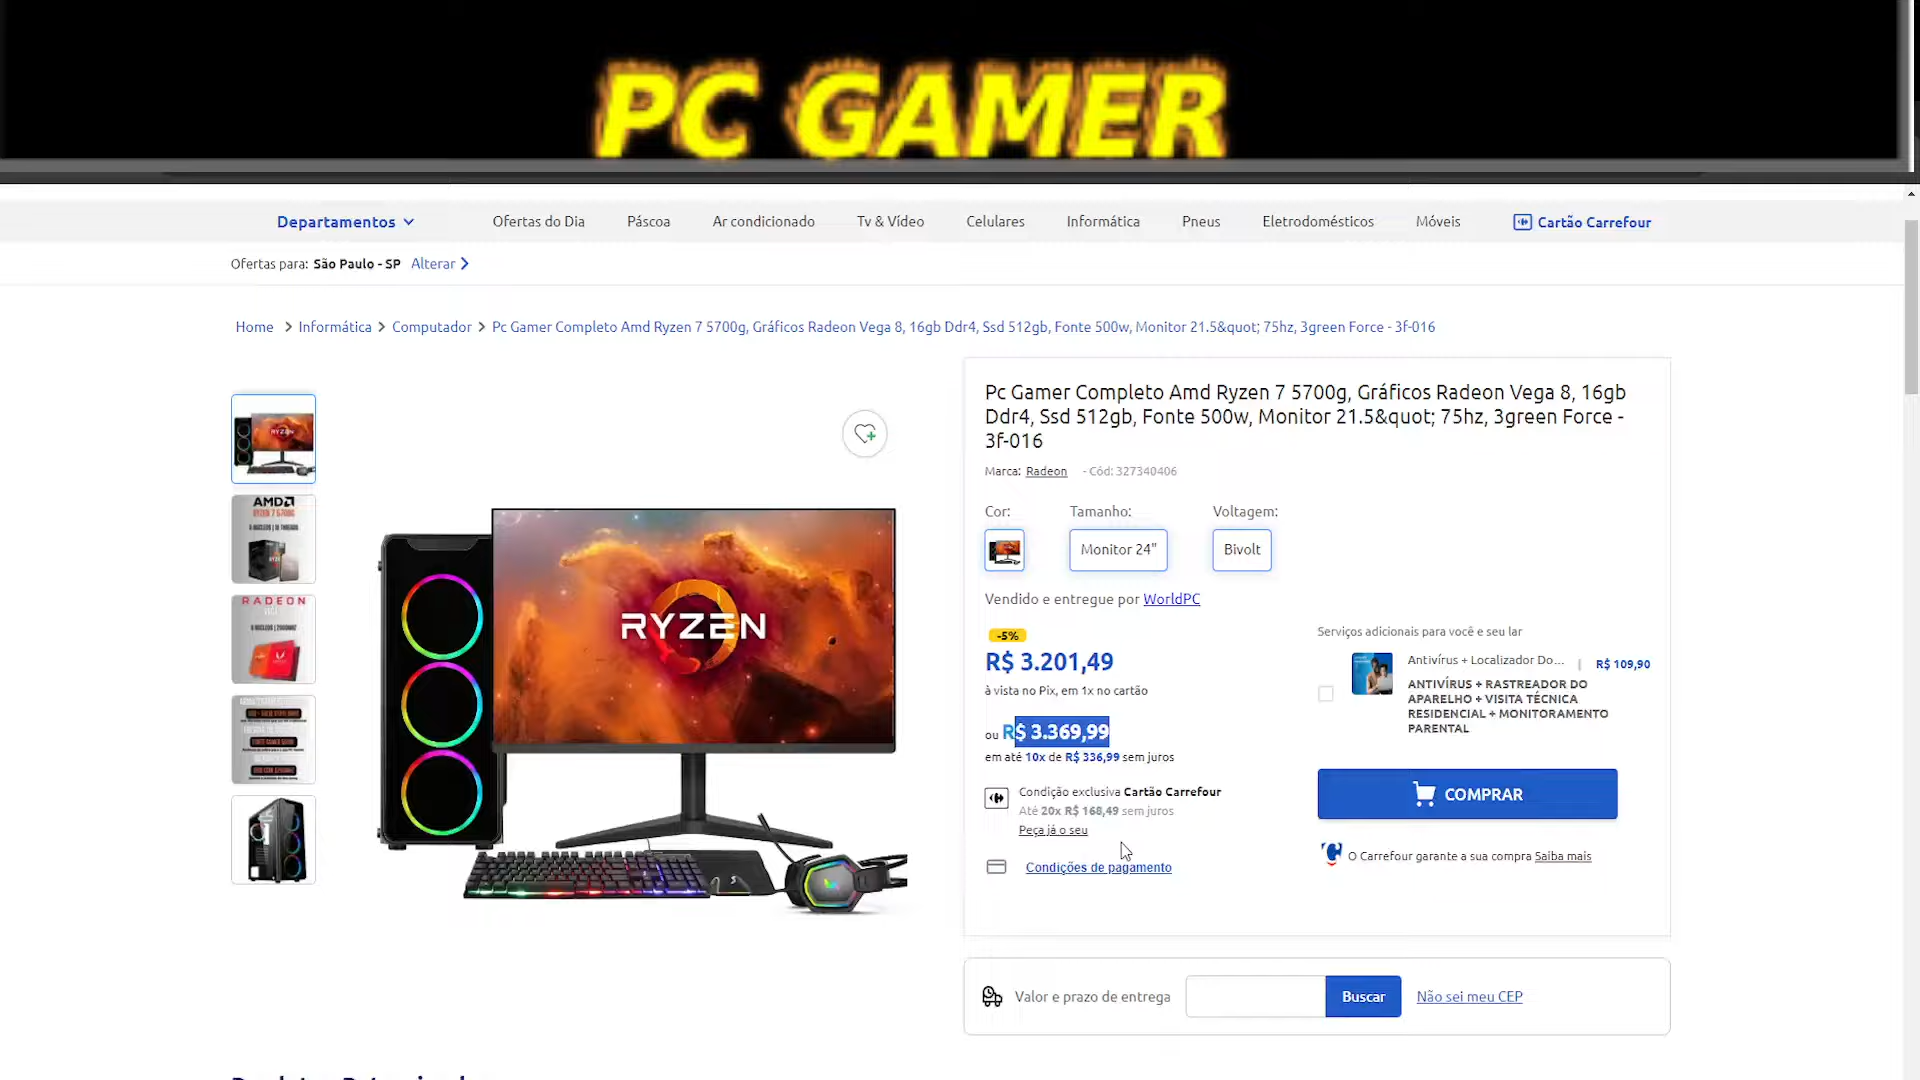 PC GAMER
Departamentos
Ofertas do Dia
Páscoa
Ar condicionado
Tv & Vídeo
Celulares
Informática
Pneus
Eletrodomésticos
Móveis
Cartão Carrefour
Ofertas para: São Paulo - SP Alterar
Home
Informática
Computador
Pc Gamer Completo Amd Ryzen 7 5700g, Gráficos Radeon Vega 8, 16gb Ddr4, Ssd 512gb, Fonte 500w, Monitor 21.5&quot; 75hz, 3green Force - 3f-016
RYZEN
AMD
RYZEN 7 5700G
RADEON
RYZEN
Pc Gamer Completo Amd Ryzen 7 5700g, Gráficos Radeon Vega 8, 16gb
Ddr4, Ssd 512gb, Fonte 500w, Monitor 21.5&quot; 75hz, 3green Force -
3f-016
Marca: Radeon - Cód: 327340406
Cor:
Tamanho:
Voltagem:
Monitor 24"
Bivolt
Vendido e entregue por WorldPC
-5%
R$ 3.201,49
à vista no Pix, em 1x no cartão
ou R$ 3.369,99
em até 10x de R$ 336,99 sem juros
Condição exclusiva Cartão Carrefour
Até 20x R$ 168,49 sem juros
Peça já o seu
Condições de pagamento
Serviços adicionais para você e seu lar
Antivírus + Localizador Do... | R$ 109,90
ANTIVÍRUS + RASTREADOR DO
APARELHO + VISITA TÉCNICA
RESIDENCIAL + MONITORAMENTO
PARENTAL
COMPRAR
O Carrefour garante a sua compra Saiba mais
Valor e prazo de entrega
Buscar
Não sei meu CEP